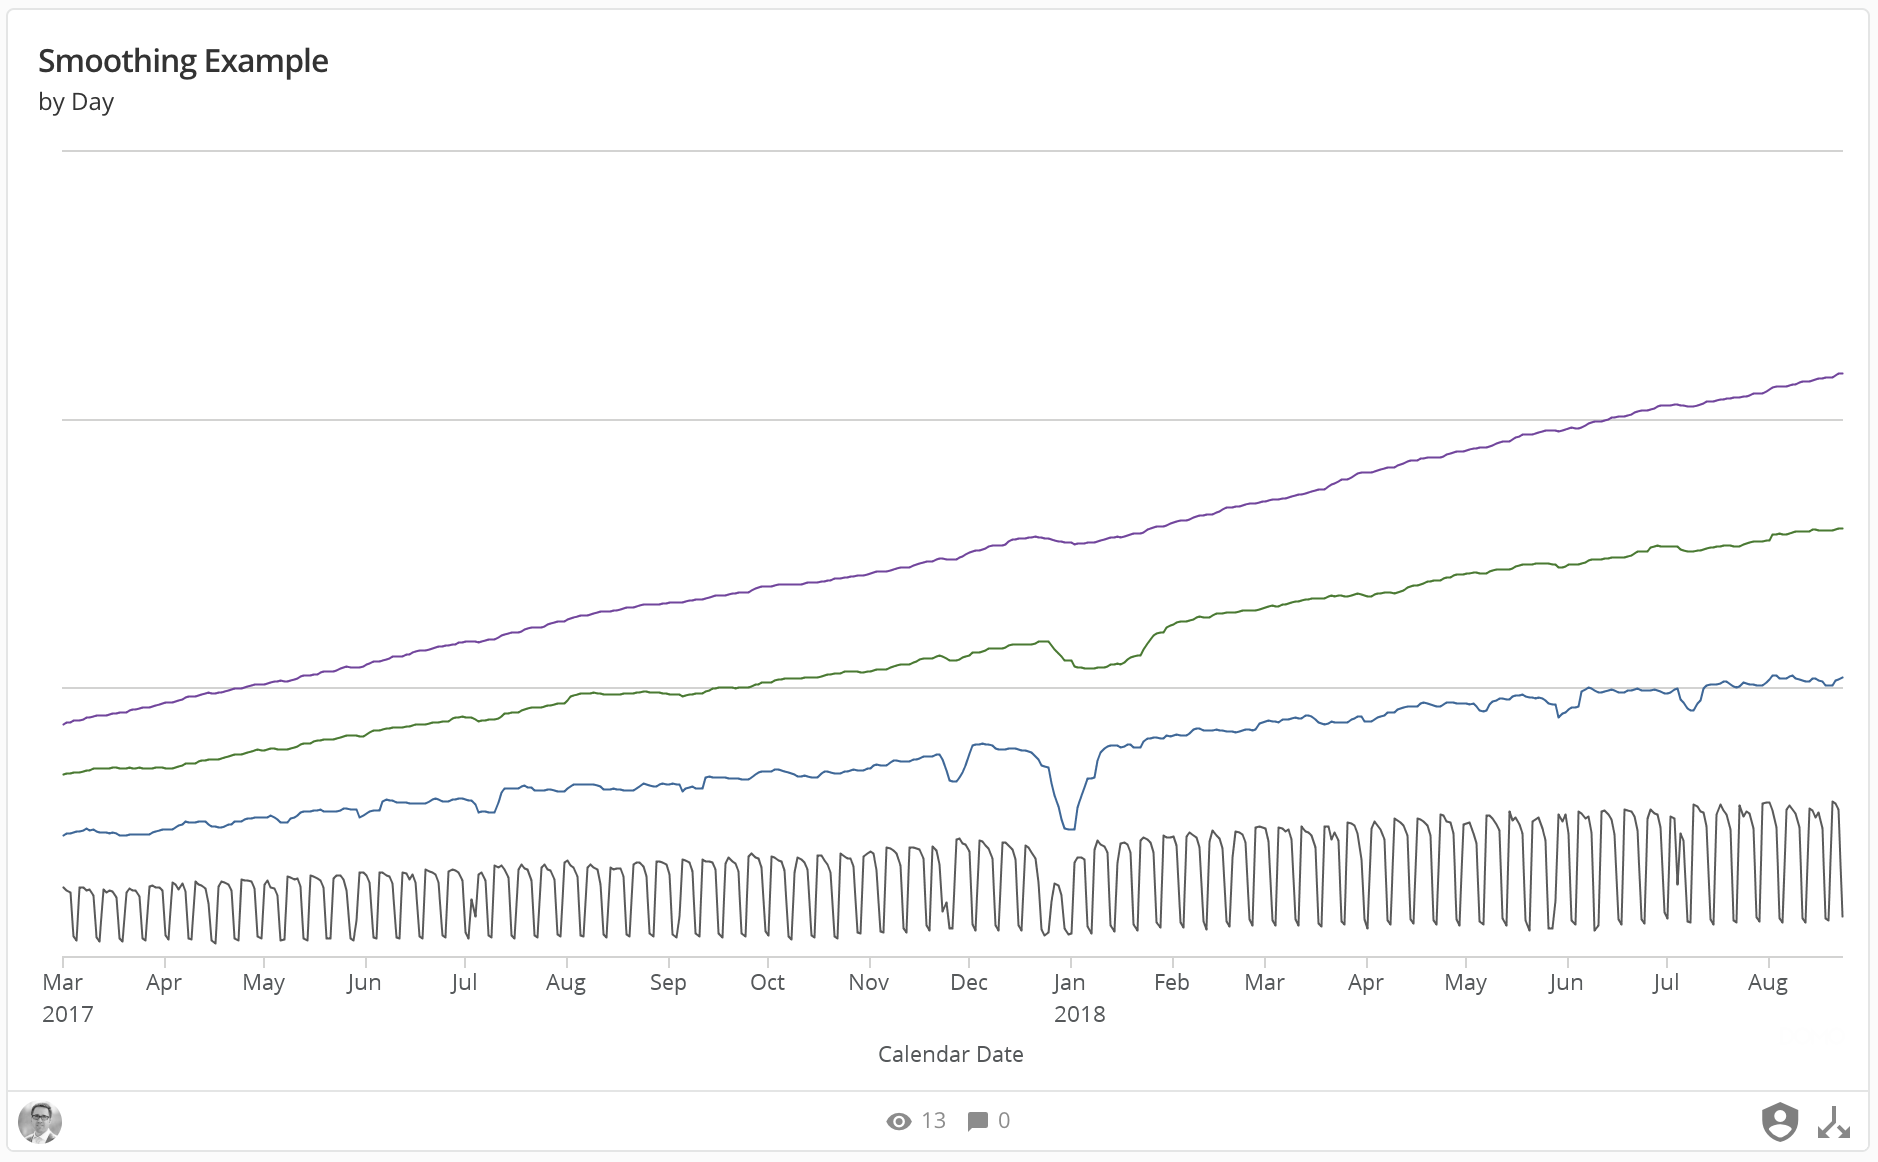 Smoothing Example
by Day
Mar Apr May Jun Jul Aug Sep Oct Nov Dec Jan Feb Mar Apr May Jun Jul Aug
2017 2018
Calendar Date
13 0